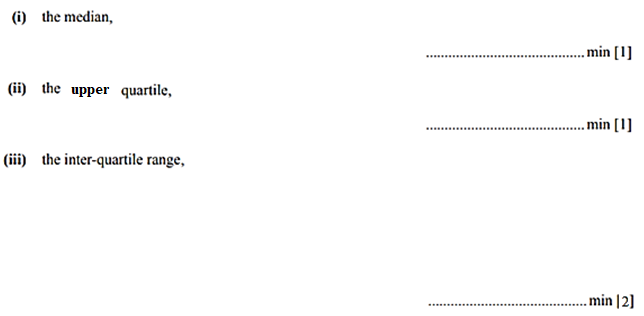 (i) the median,
........................................ min [1]
(ii) the upper quartile,
........................................ min [1]
(iii) the inter-quartile range,
........................................ min [2]